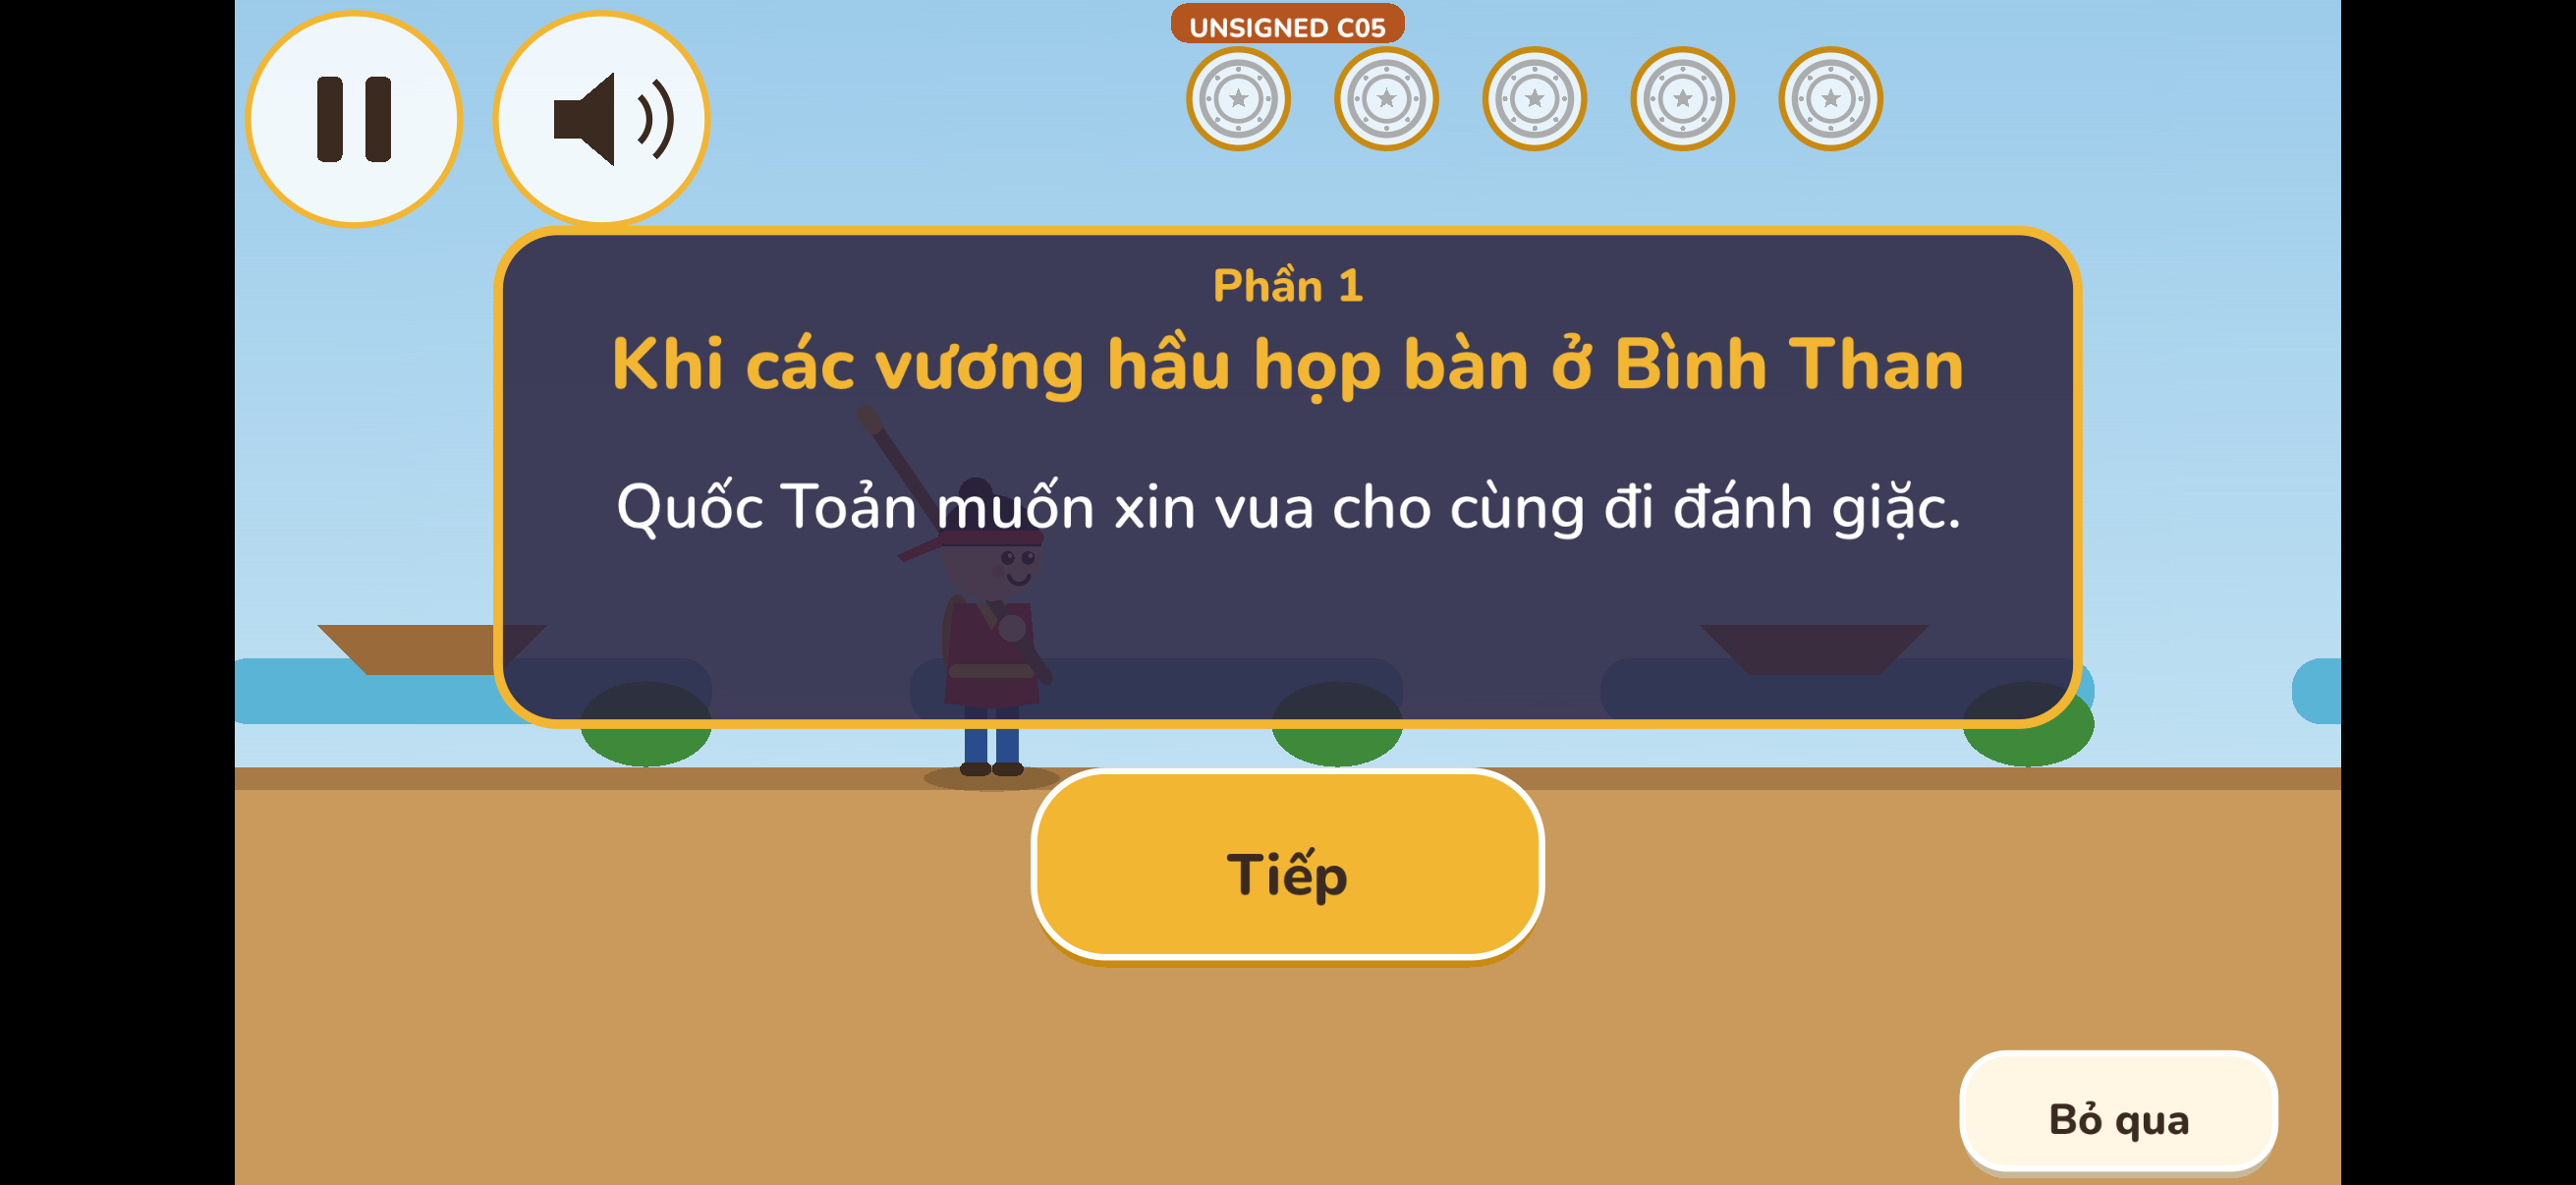 UNSIGNED C05
Phần 1
Khi các vương hầu họp bàn ở Bình Than
Quốc Toản muốn xin vua cho cùng đi đánh giặc.
Tiếp
Bỏ qua